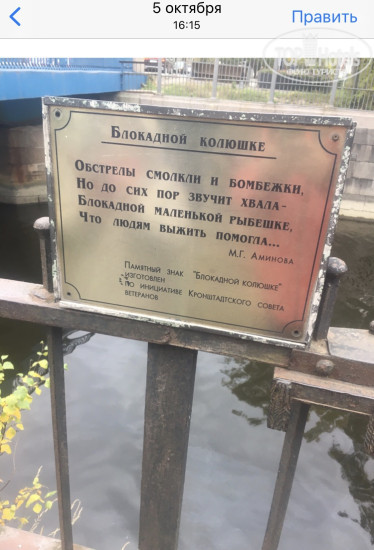 5 октября
16:15
Править
TopHotels
Блокадной колюшке
Обстрелы смолкли и бомбежки,
Но до сих пор звучит хвала-
Блокадной маленькой рыбешке,
Что людям выжить помогла...
М.Г. Аминова
Памятный знак "Блокадной колюшке"
изготовлен
по инициативе Кронштадтского совета
ветеранов